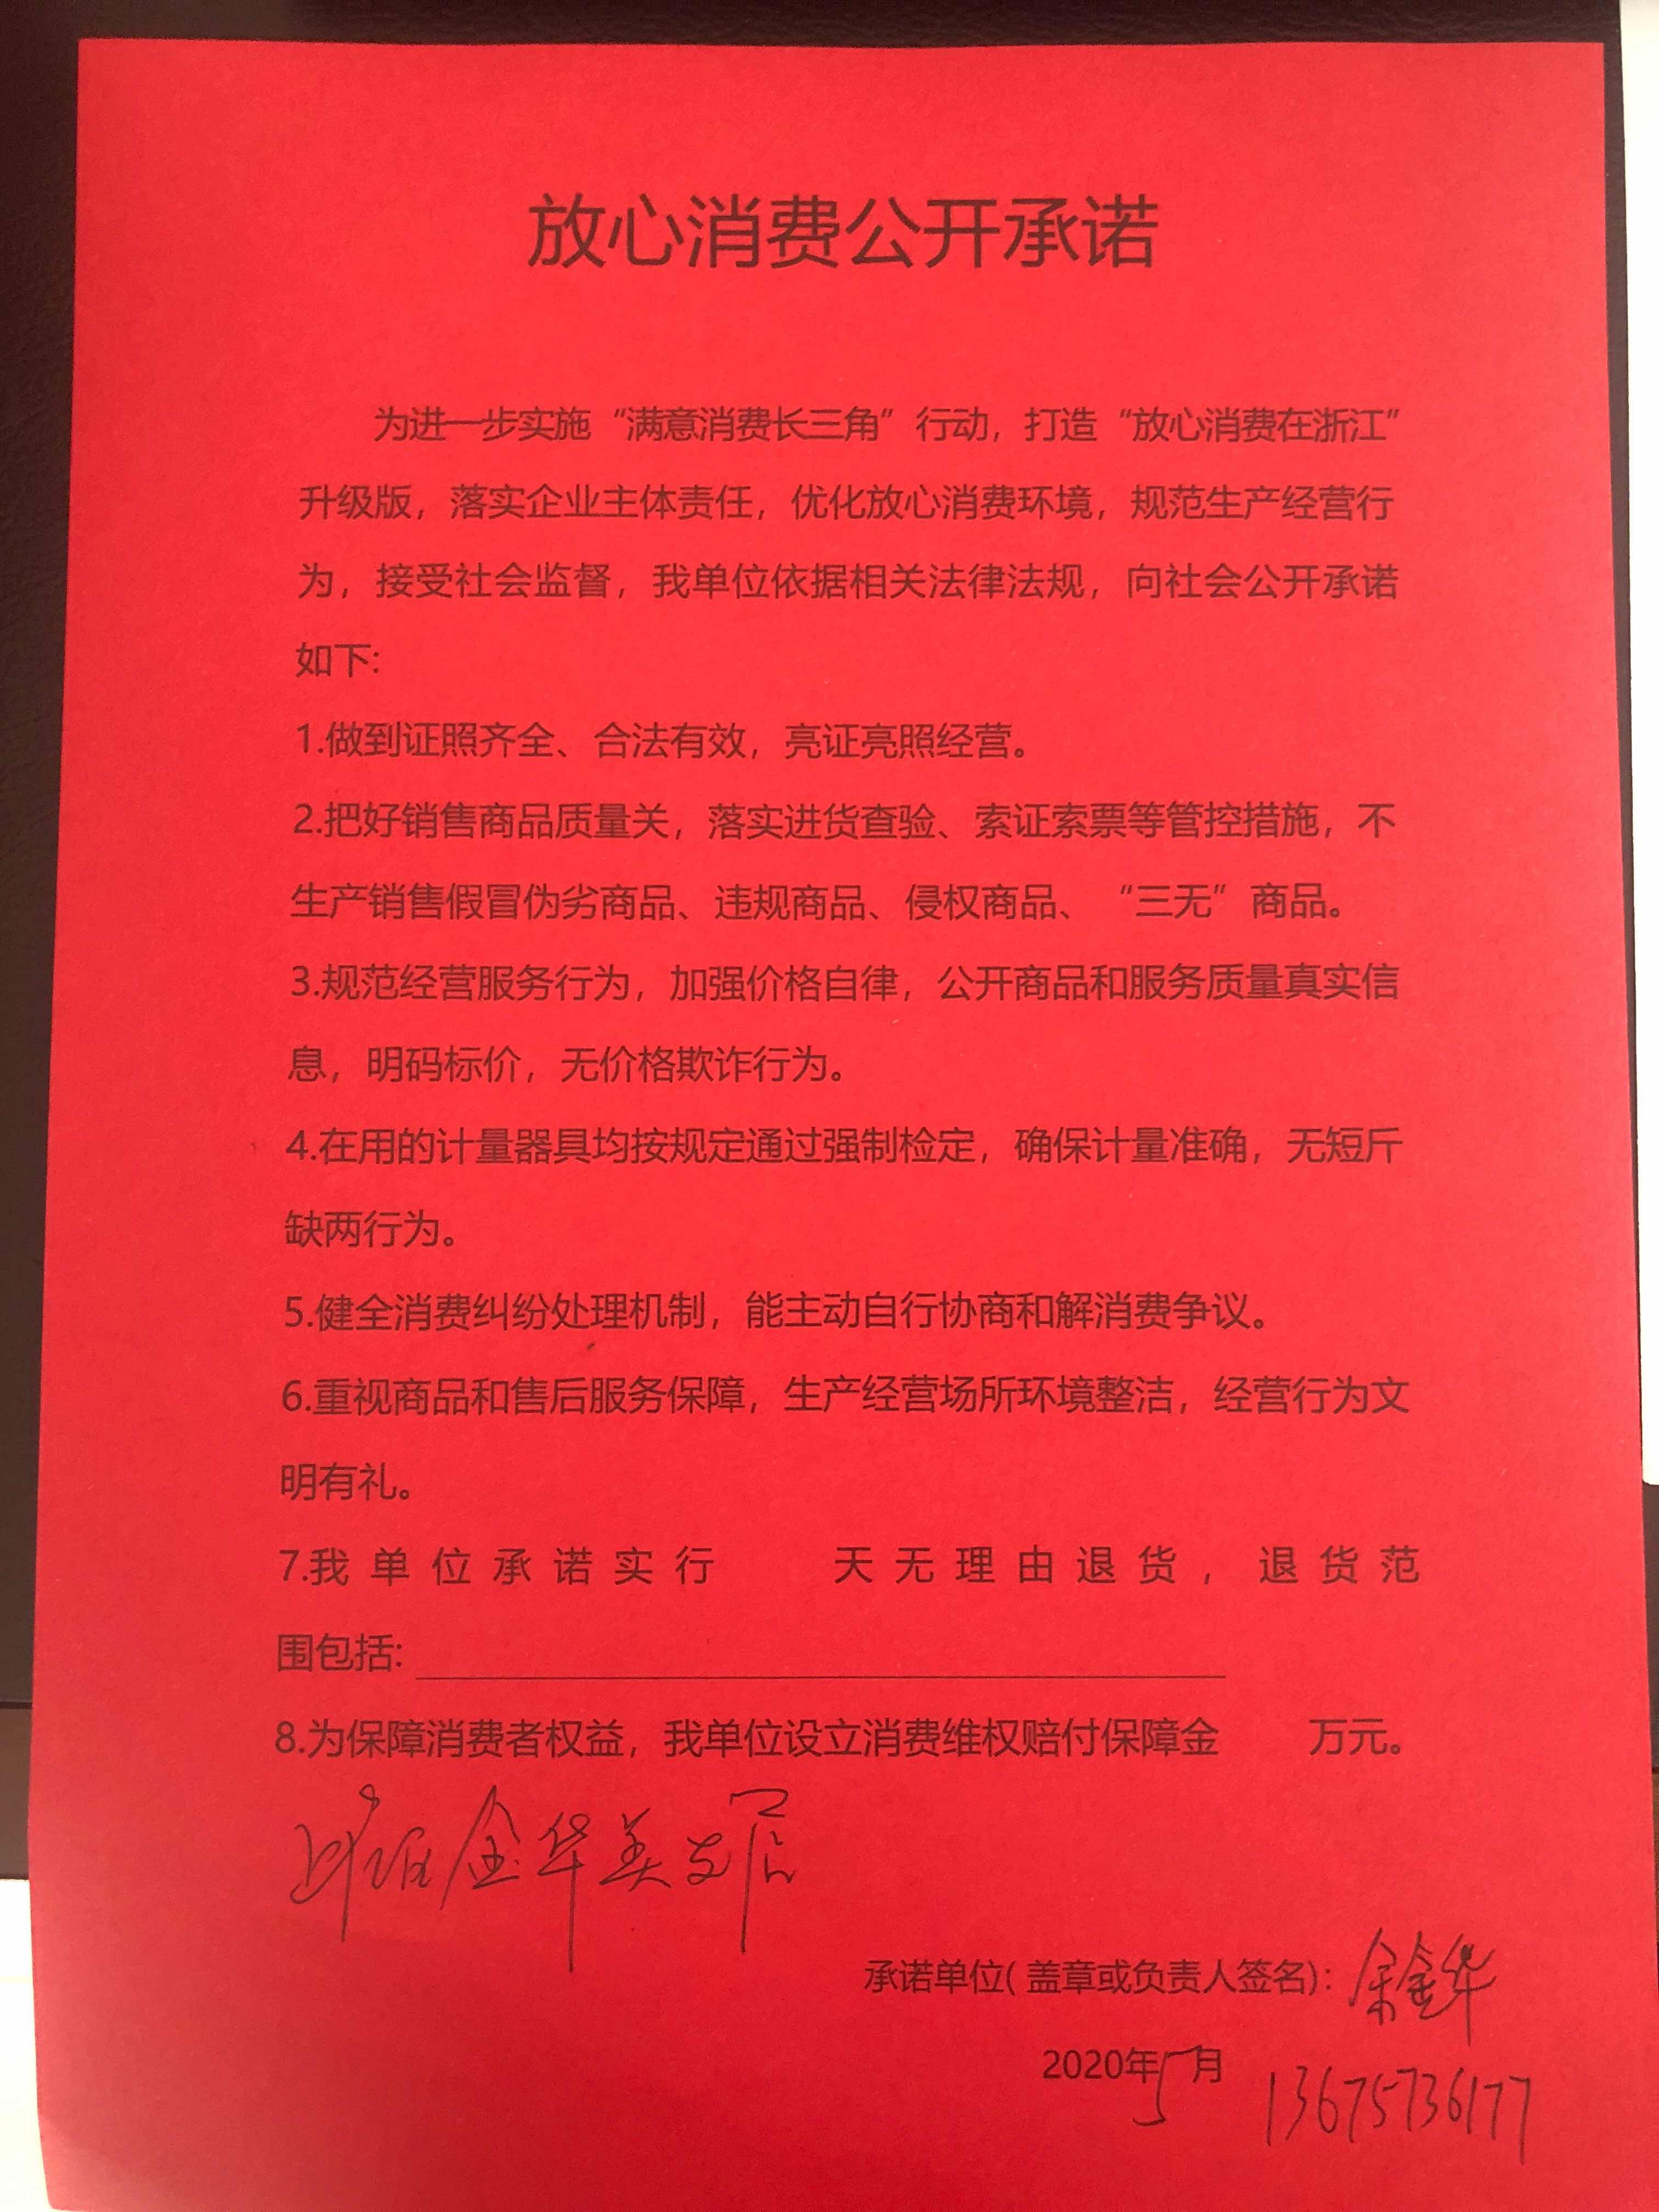 放心消费公开承诺
为进一步实施“满意消费长三角”行动，打造“放心消费在浙江”
升级版，落实企业主体责任，优化放心消费环境，规范生产经营行
为，接受社会监督，我单位依据相关法律法规，向社会公开承诺
如下:
1.做到证照齐全、合法有效，亮证亮照经营。
2.把好销售商品质量关，落实进货查验、索证索票等管控措施，不
生产销售假冒伪劣商品、违规商品、侵权商品、“三无”商品。
3.规范经营服务行为，加强价格自律，公开商品和服务质量真实信
息，明码标价，无价格欺诈行为。
4.在用的计量器具均按规定通过强制检定，确保计量准确，无短斤
缺两行为。
5.健全消费纠纷处理机制，能主动自行协商和解消费争议。
6.重视商品和售后服务保障，生产经营场所环境整洁，经营行为文
明有礼。
7.我单位承诺实行 天无理由退货，退货范
围包括:
8.为保障消费者权益，我单位设立消费维权赔付保障金 万元。
金华美
承诺单位(盖章或负责人签名): 余金华
2020年5月 13675736177